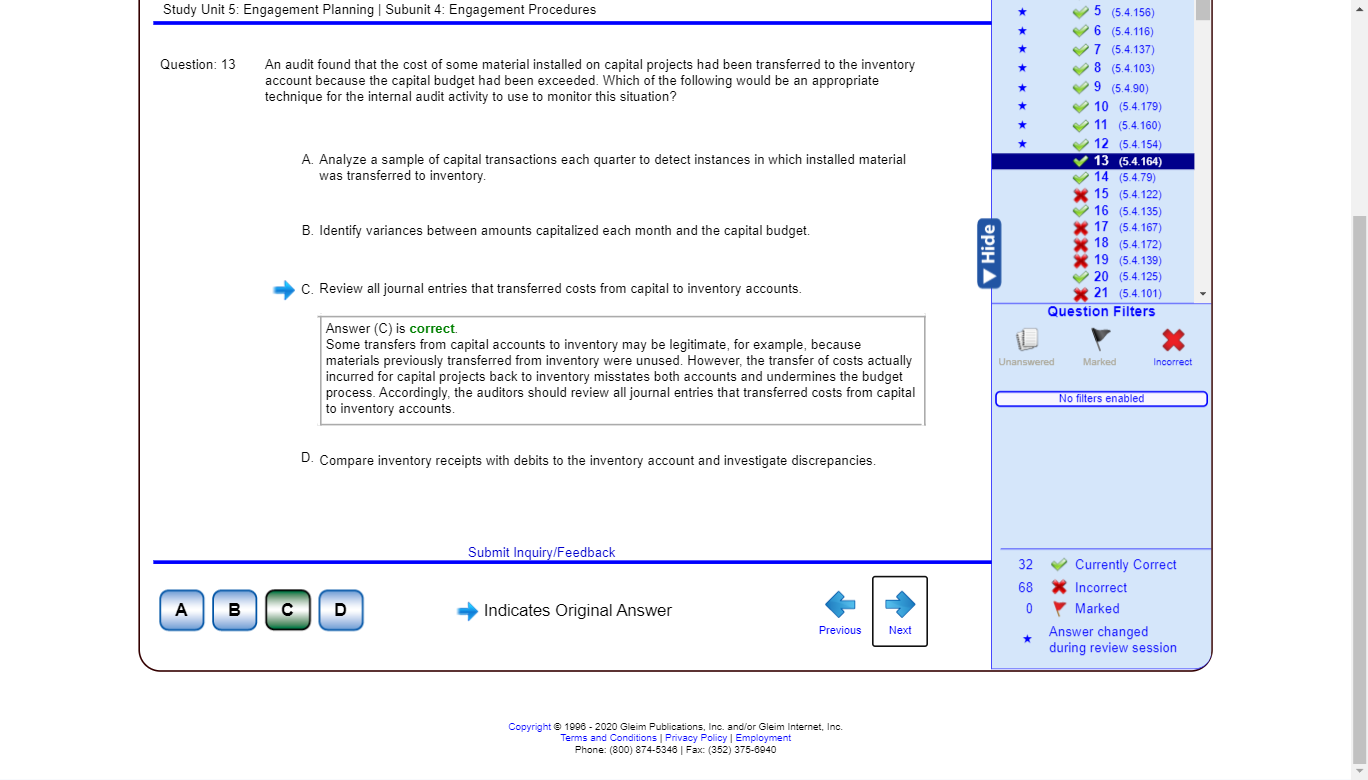 Study Unit 5: Engagement Planning | Subunit 4: Engagement Procedures
Question: 13
An audit found that the cost of some material installed on capital projects had been transferred to the inventory
account because the capital budget had been exceeded. Which of the following would be an appropriate
technique for the internal audit activity to use to monitor this situation?
A. Analyze a sample of capital transactions each quarter to detect instances in which installed material
was transferred to inventory.
B. Identify variances between amounts capitalized each month and the capital budget.
C. Review all journal entries that transferred costs from capital to inventory accounts.
Answer (C) is correct.
Some transfers from capital accounts to inventory may be legitimate, for example, because
materials previously transferred from inventory were unused. However, the transfer of costs actually
incurred for capital projects back to inventory misstates both accounts and undermines the budget
process. Accordingly, the auditors should review all journal entries that transferred costs from capital
to inventory accounts.
D. Compare inventory receipts with debits to the inventory account and investigate discrepancies.
Submit Inquiry/Feedback
A B C D
Indicates Original Answer
Previous
Next
5 (5.4.156)
6 (5.4.116)
7 (5.4.137)
8 (5.4.103)
9 (5.4.90)
10 (5.4.179)
11 (5.4.160)
12 (5.4.154)
13 (5.4.164)
14 (5.4.79)
15 (5.4.122)
16 (5.4.135)
17 (5.4.167)
18 (5.4.172)
19 (5.4.139)
20 (5.4.125)
21 (5.4.101)
Hide
Question Filters
Unanswered
Marked
Incorrect
No filters enabled
32 Currently Correct
68 Incorrect
0 Marked
Answer changed
during review session
Copyright © 1996 - 2020 Gleim Publications, Inc. and/or Gleim Internet, Inc.
Terms and Conditions | Privacy Policy | Employment
Phone: (800) 874-5346 | Fax: (352) 375-6940